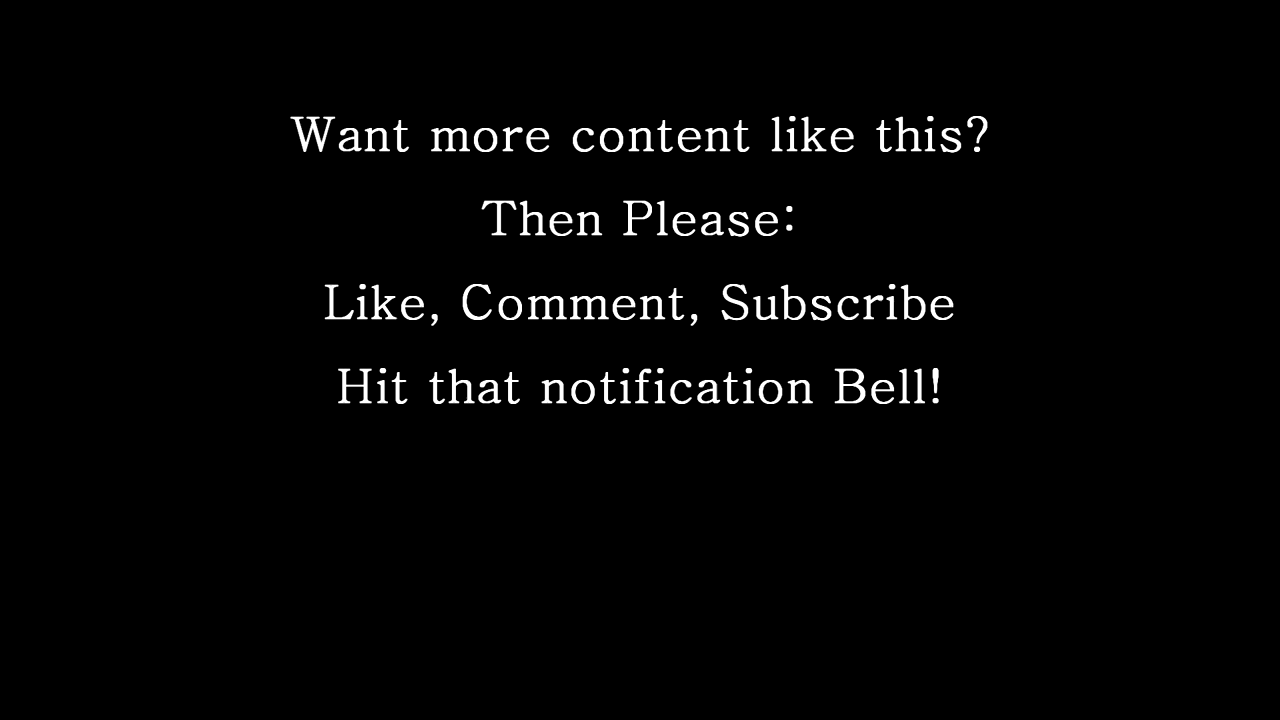 Want more content like this?
Then Please:
Like, Comment, Subscribe
Hit that notification Bell!